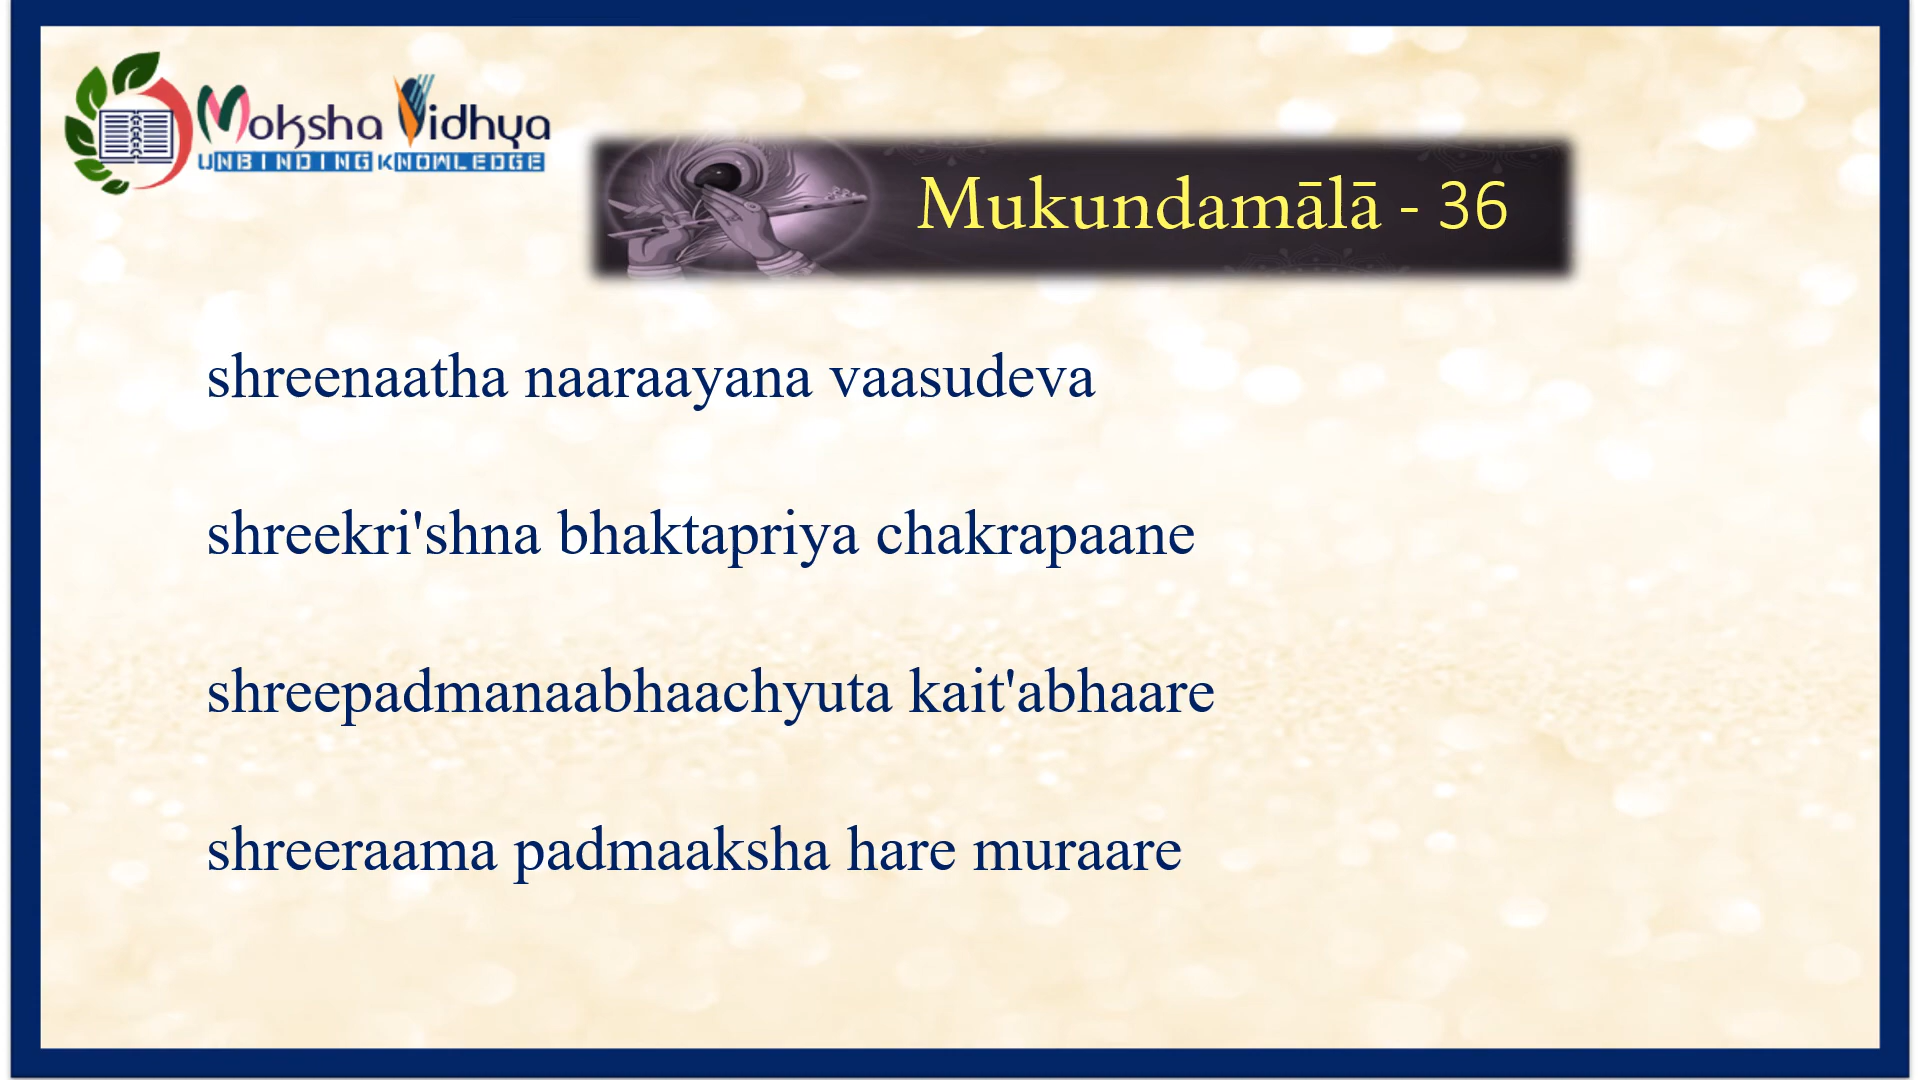 Moksha Vidhya
UNBINDING KNOWLEDGE
Mukundamālā - 36
shreenaatha naaraayana vaasudeva
shreekri'shna bhaktapriya chakrapaane
shreepadmanaabhaachyuta kait'abhaare
shreeraama padmaaksha hare muraare